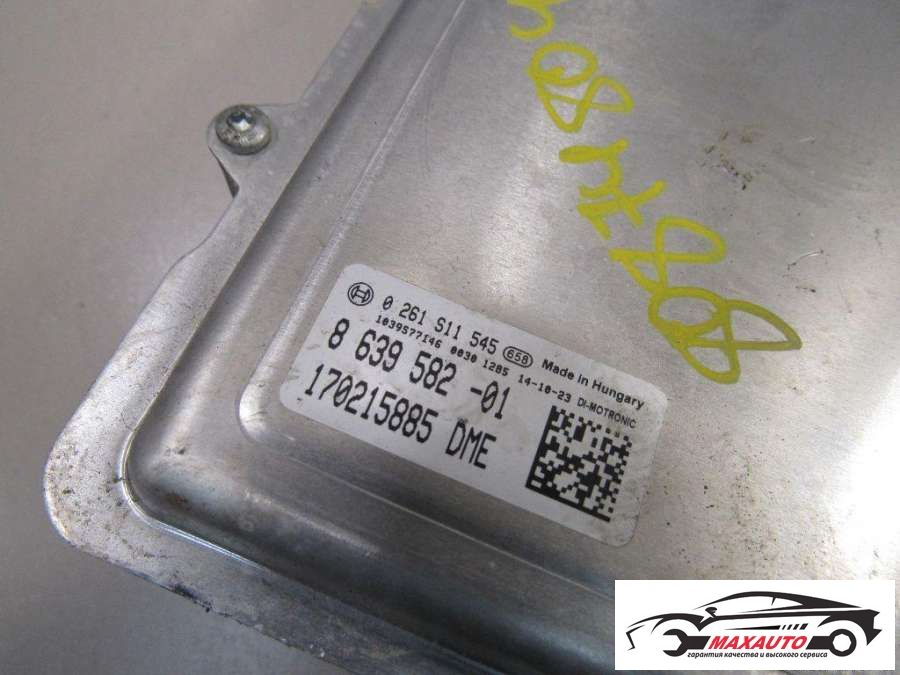 0 261 S11 545 658 Made in Hungary
1039S77146 0030 1285 14-10-23 DI-MOTRONIC
8 639 582 -01
170215885 DME
MAXAUTO
гарантия качества и высокого сервиса